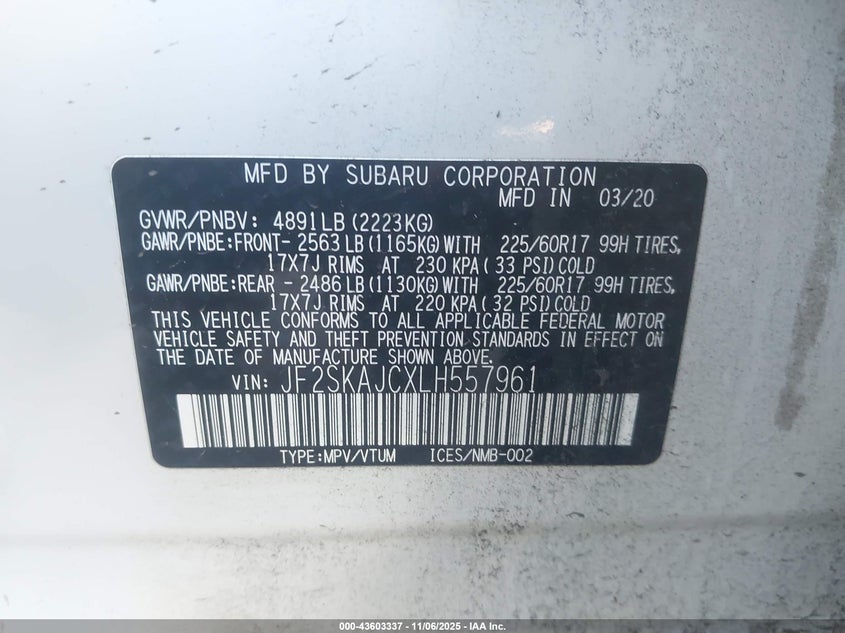 MFD BY SUBARU CORPORATION
MFD IN 03/20
GVWR/PNBV: 4891LB (2223KG)
GAWR/PNBE:FRONT- 2563 LB (1165KG) WITH 225/60R17 99H TIRES,
17X7J RIMS AT 230 KPA ( 33 PSI) COLD
GAWR/PNBE:REAR - 2486 LB (1130KG) WITH 225/60R17 99H TIRES,
17X7J RIMS AT 220 KPA ( 32 PSI) COLD
THIS VEHICLE CONFORMS TO ALL APPLICABLE FEDERAL MOTOR
VEHICLE SAFETY AND THEFT PREVENTION STANDARDS IN EFFECT ON
THE DATE OF MANUFACTURE SHOWN ABOVE.
VIN: JF2SKAJCXLH557961
TYPE:MPV/VTUM ICES/NMB-002
000-43603337 - 11/06/2025 - IAA Inc.